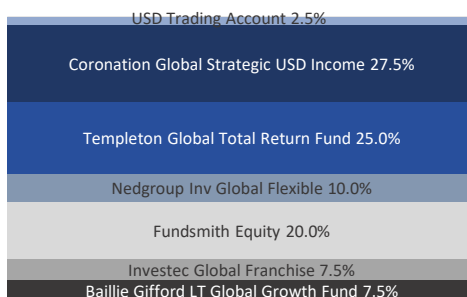 USD Trading Account 2.5%
Coronation Global Strategic USD Income 27.5%
Templeton Global Total Return Fund 25.0%
Nedgroup Inv Global Flexible 10.0%
Fundsmith Equity 20.0%
Investec Global Franchise 7.5%
Baillie Gifford LT Global Growth Fund 7.5%